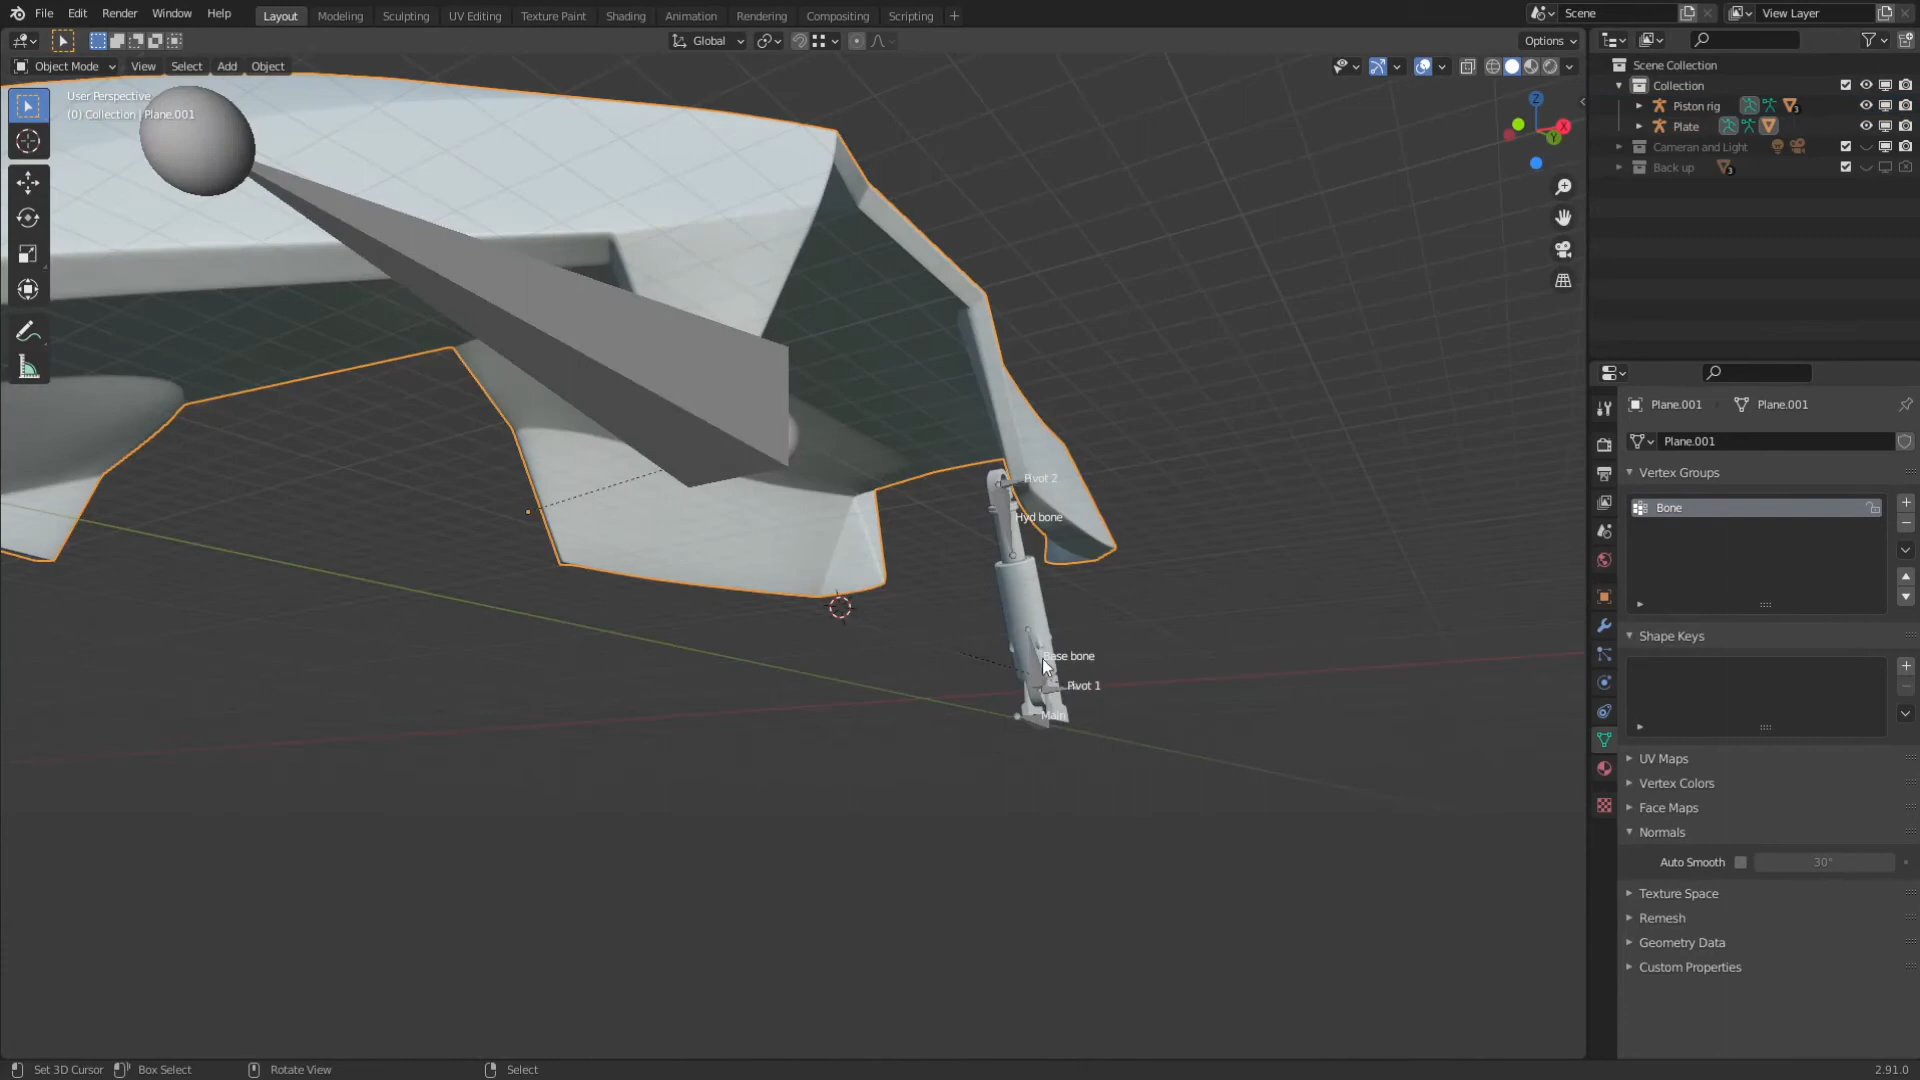 File Edit Render Window Help Layout Modeling Sculpting UV Editing Texture Paint Shading Animation Rendering Compositing Scripting + Scene View Layer
Global Options
Object Mode View Select Add Object
User Perspective
(0) Collection | Plane.001
Z
X
Y
Scene Collection
Collection
Piston rig 3
Plate
Cameran and Light
Back up 3
Plane.001 Plane.001
Plane.001
Vertex Groups
Bone
Shape Keys
UV Maps
Vertex Colors
Face Maps
Normals
Auto Smooth 30°
Texture Space
Remesh
Geometry Data
Custom Properties
Pivot 2
Hyd bone
Base bone
Pivot 1
Main
Set 3D Cursor Box Select Rotate View Select 2.91.0